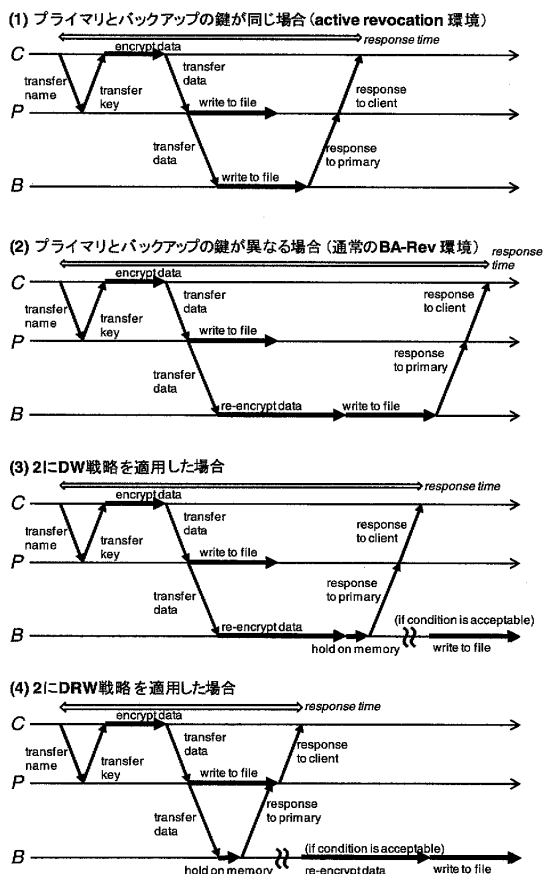 (1) プライマリとバックアップの鍵が同じ場合(active revocation 環境)
response time
C
encrypt data
transfer name
transfer key
transfer data
response to client
P
write to file
transfer data
response to primary
B
write to file
(2) プライマリとバックアップの鍵が異なる場合(通常のBA-Rev 環境)
response time
C
encrypt data
transfer name
transfer key
transfer data
response to client
P
write to file
transfer data
response to primary
B
re-encrypt data
write to file
(3) 2にDW戦略を適用した場合
response time
C
encrypt data
transfer name
transfer key
transfer data
response to client
P
write to file
transfer data
response to primary
B
re-encrypt data
(if condition is acceptable)
hold on memory
write to file
(4) 2にDRW戦略を適用した場合
response time
C
encrypt data
transfer name
transfer key
transfer data
response to client
P
write to file
transfer data
response to primary
B
(if condition is acceptable)
hold on memory
re-encrypt data
write to file